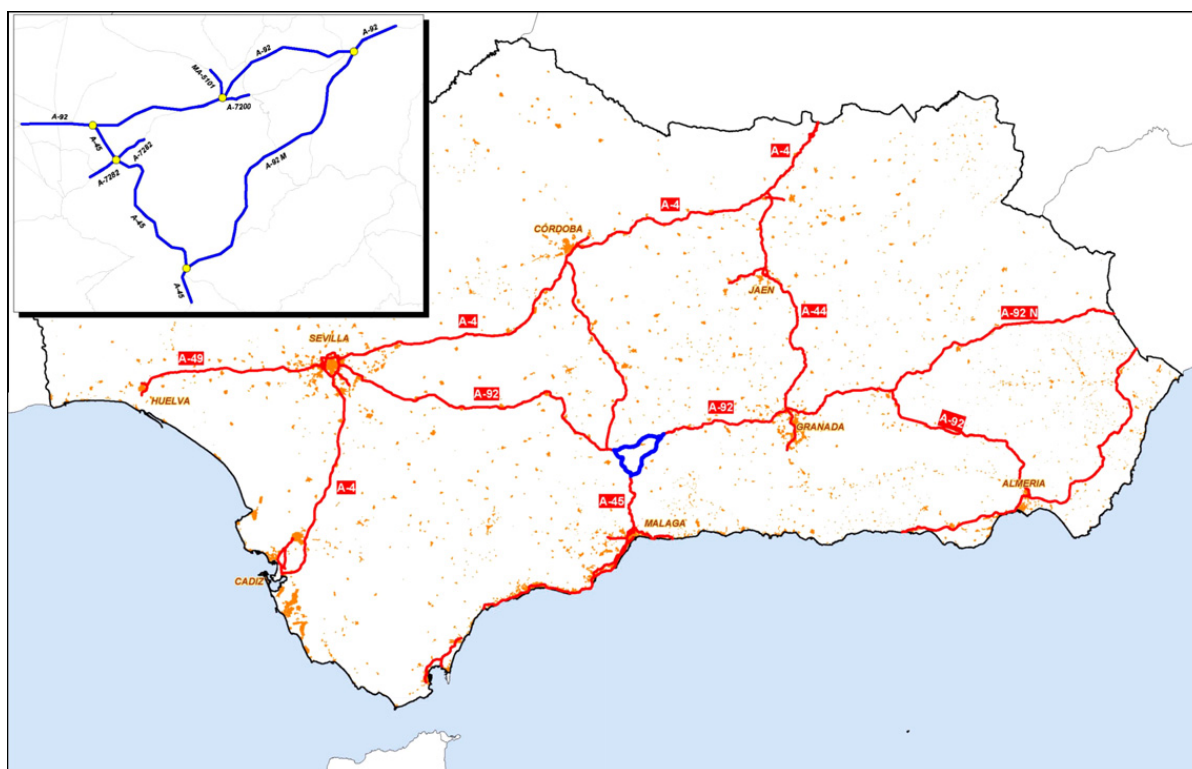 A-92
A-92
MA-5101
A-7200
A-92
A-45
A-7282
A-7282
A-92 M
A-45
A-45
A-4
A-4
CÓRDOBA
JAEN
A-44
A-92 N
A-4
SEVILLA
A-49
HUELVA
A-92
A-92
GRANADA
A-92
A-4
A-45
ALMERIA
MALAGA
CADIZ